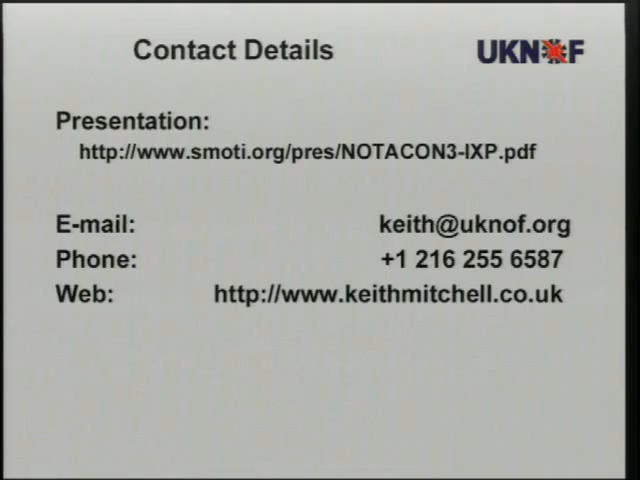 Contact Details
UKNOF
Presentation:
http://www.smoti.org/pres/NOTACON3-IXP.pdf
E-mail: keith@uknof.org
Phone: +1 216 255 6587
Web: http://www.keithmitchell.co.uk